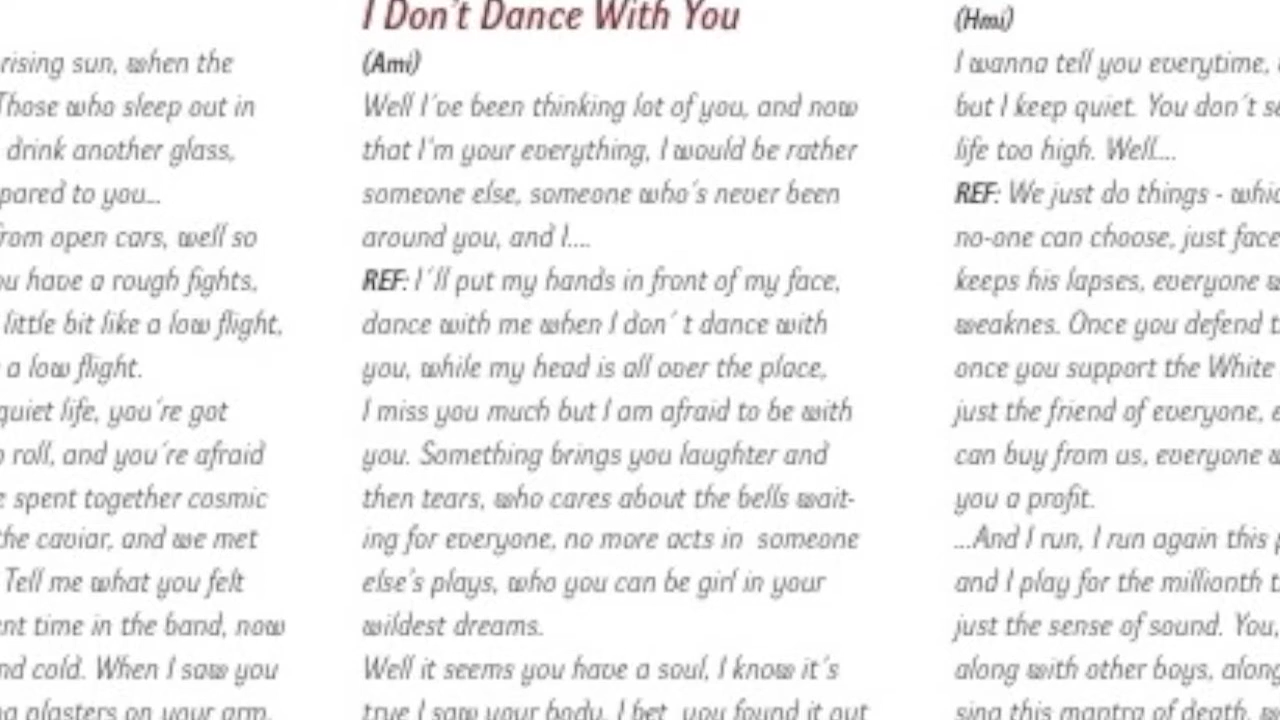 rising sun, when the
Those who sleep out in
drink another glass,
pared to you...
from open cars, well so
ou have a rough fights,
little bit like a low flight,
a low flight.
quiet life, you´re got
roll, and you´re afraid
spent together cosmic
the caviar, and we met
Tell me what you felt
ent time in the band, now
nd cold. When I saw you
plasters on your arm.
I Don't Dance With You
(Ami)
Well I´ve been thinking lot of you, and now
that I'm your everything, I would be rather
someone else, someone who´s never been
around you, and I....
REF: I´ll put my hands in front of my face,
dance with me when I don´ t dance with
you, while my head is all over the place,
I miss you much but I am afraid to be with
you. Something brings you laughter and
then tears, who cares about the bells wait-
ing for everyone, no more acts in  someone
else's plays, who you can be girl in your
wildest dreams.
Well it seems you have a soul, I know it´s
true I saw your body, I bet  you found it out
(Hmi)
I wanna tell you everytime,
but I keep quiet. You don´t s
life too high. Well....
REF: We just do things - whic
no-one can choose, just face
keeps his lapses, everyone w
weaknes. Once you defend t
once you support the White
just the friend of everyone,
can buy from us, everyone w
you a profit.
...And I run, I run again this p
and I play for the millionth t
just the sense of sound. You,
along with other boys, along
sing this mantra of death, w